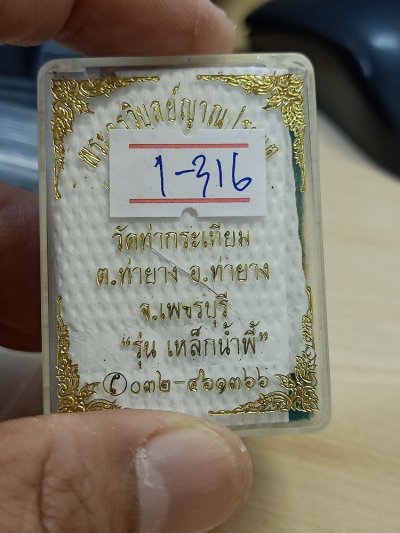 1-316
วัดท่ากระเทียม
ต.ท่ายาง อ.ท่ายาง
จ.เพชรบุรี
"รุ่น เหล็กน้ำพี้"
๐๓๒-๔๖๑๓๖๖